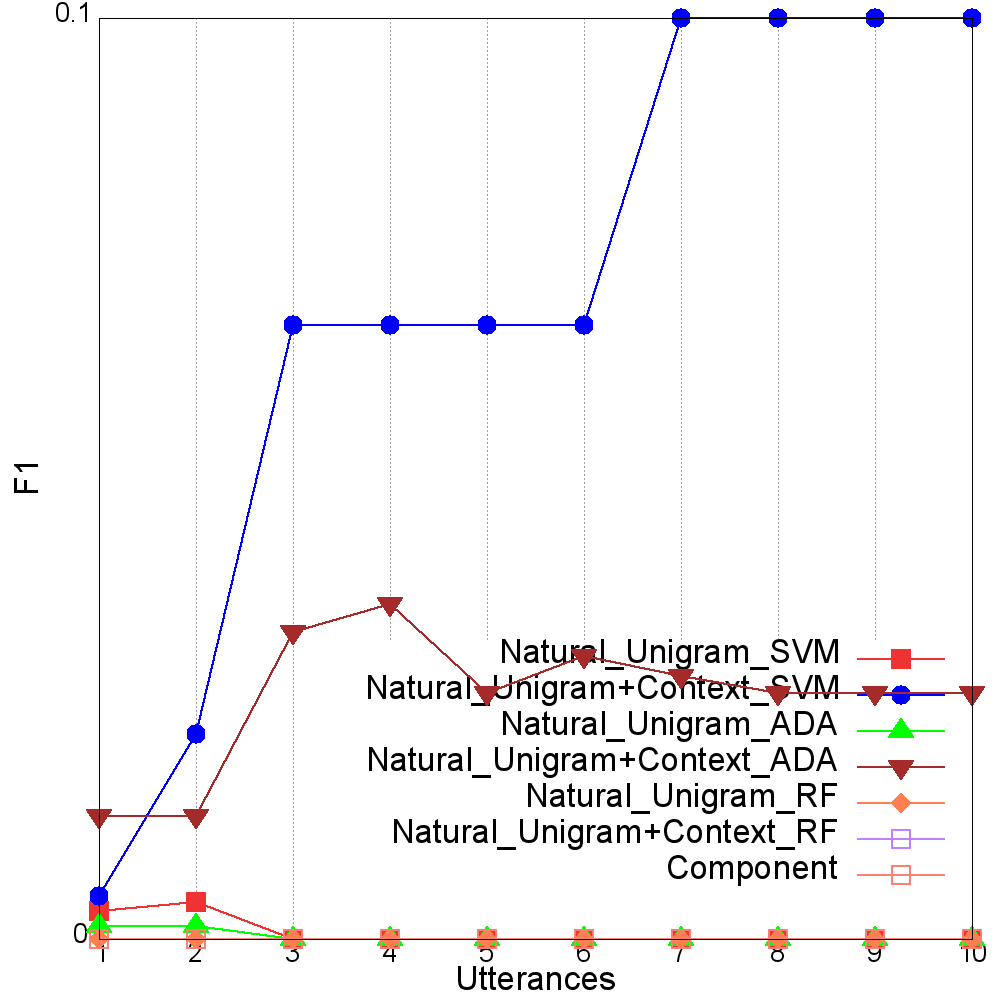 0.1
F1
Natural_Unigram_SVM
Natural_Unigram+Context_SVM
Natural_Unigram_ADA
Natural_Unigram+Context_ADA
Natural_Unigram_RF
Natural_Unigram+Context_RF
Component
0
1 2 3 4 5 6 7 8 9 10
Utterances